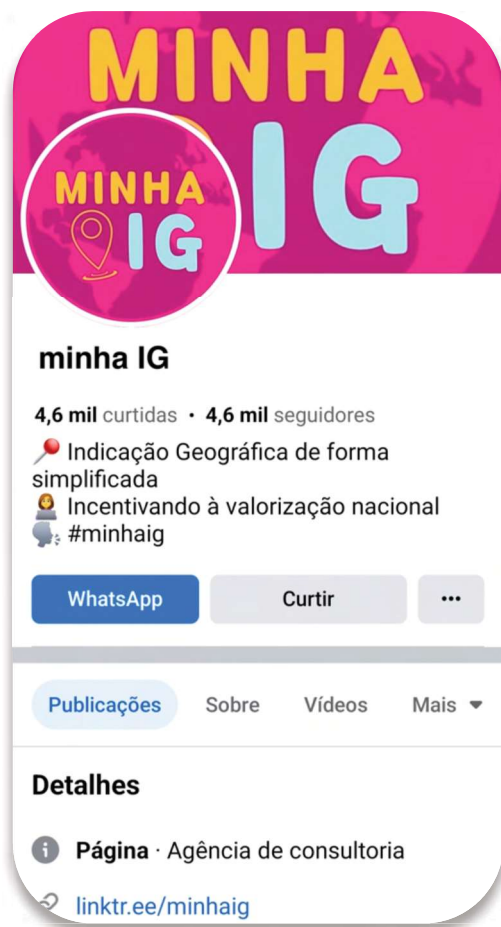 MINHA
IG
MINHA
IG
minha IG
4,6 mil curtidas • 4,6 mil seguidores
Indicação Geográfica de forma
simplificada
Incentivando à valorização nacional
#minhaig
WhatsApp Curtir •••
Publicações Sobre Vídeos Mais
Detalhes
Página · Agência de consultoria
linktr.ee/minhaig